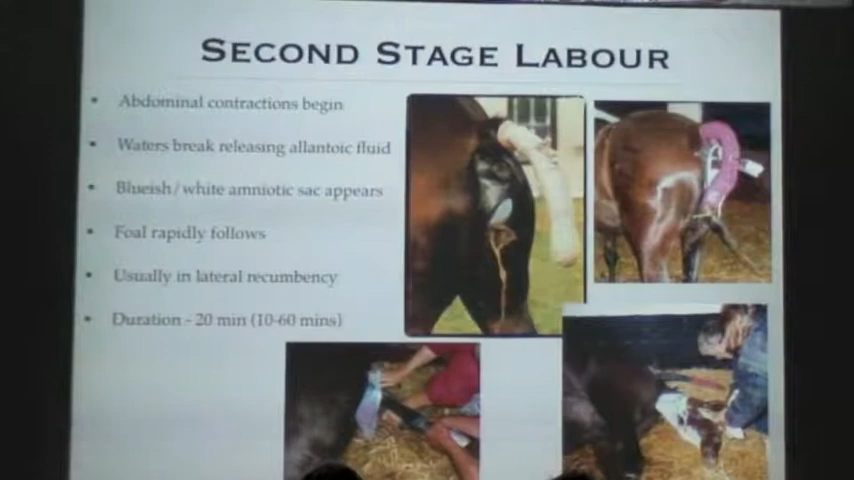 SECOND STAGE LABOUR
• Abdominal contractions begin
• Waters break releasing allantoic fluid
• Blueish / white amniotic sac appears
• Foal rapidly follows
• Usually in lateral recumbency
• Duration - 20 min (10-60 mins)